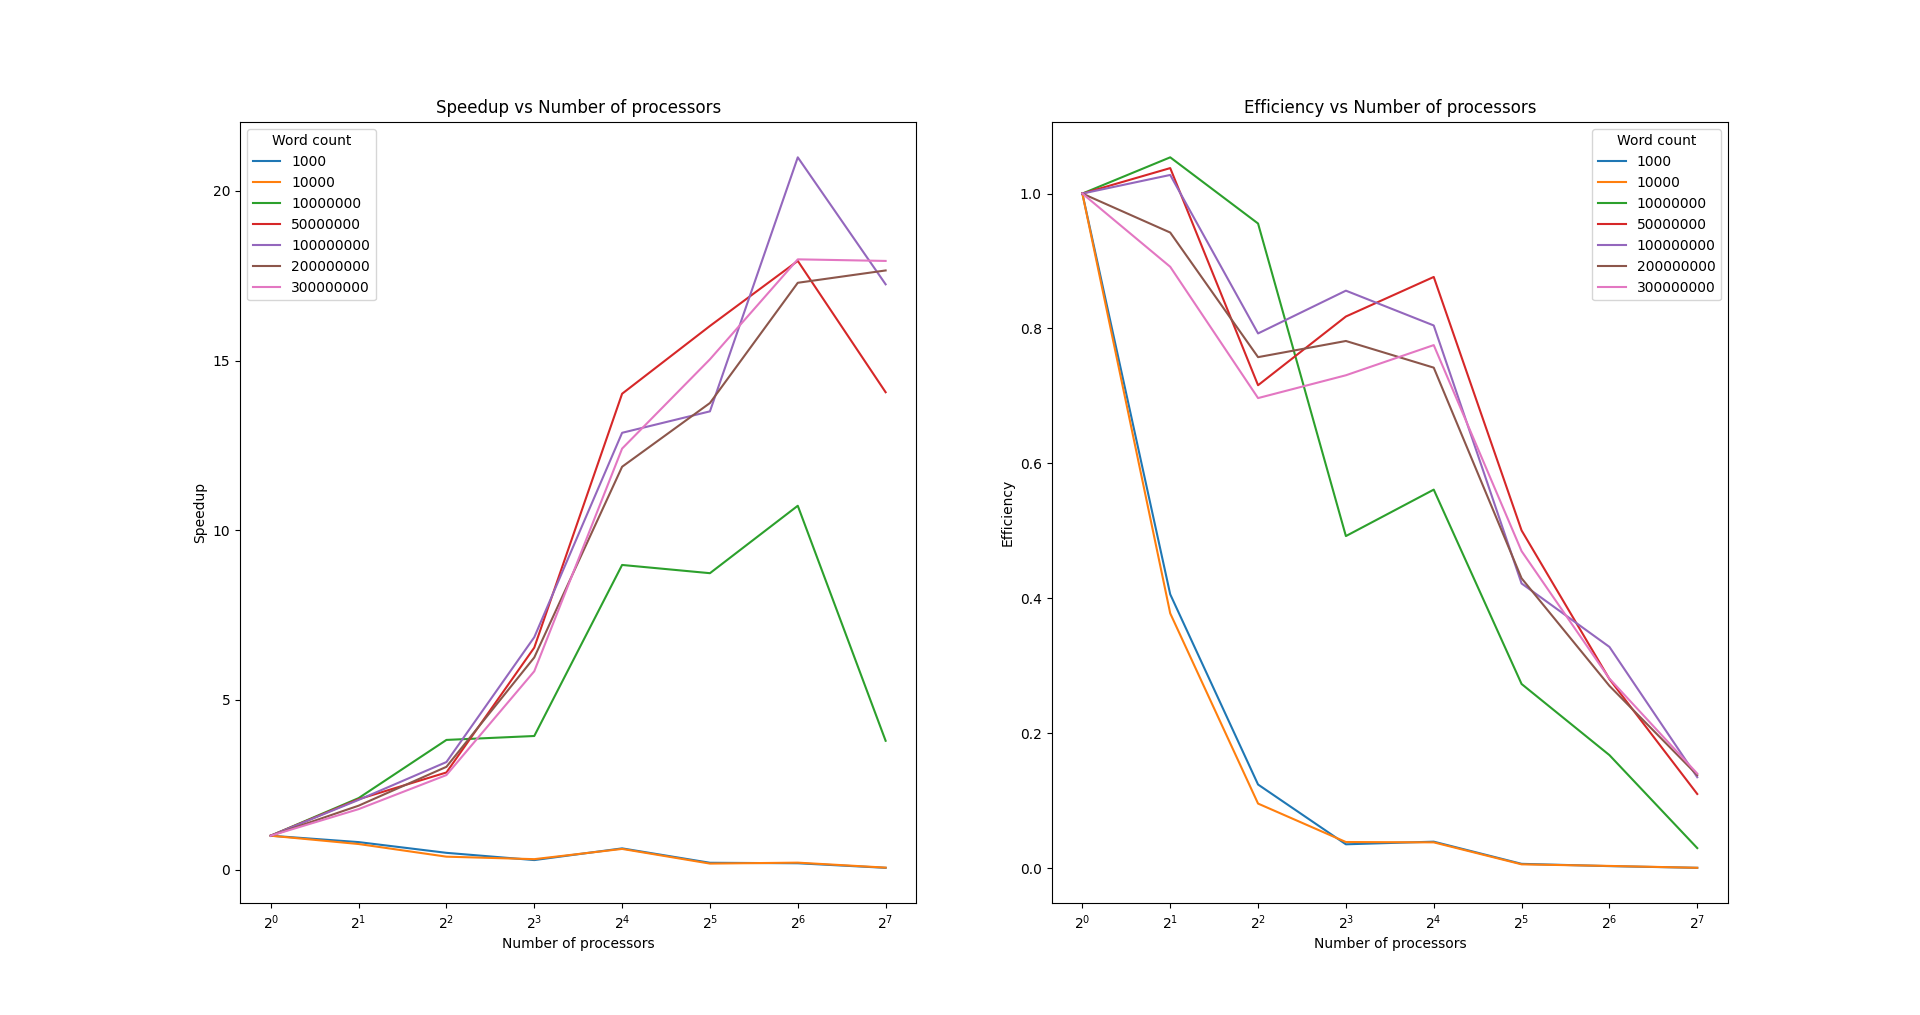 Speedup vs Number of processors
Word count
1000
10000
10000000
50000000
100000000
200000000
300000000
20
15
10
5
0
Speedup
2⁰ 2¹ 2² 2³ 2⁴ 2⁵ 2⁶ 2⁷
Number of processors
Efficiency vs Number of processors
Word count
1000
10000
10000000
50000000
100000000
200000000
300000000
1.0
0.8
0.6
0.4
0.2
0.0
Efficiency
2⁰ 2¹ 2² 2³ 2⁴ 2⁵ 2⁶ 2⁷
Number of processors